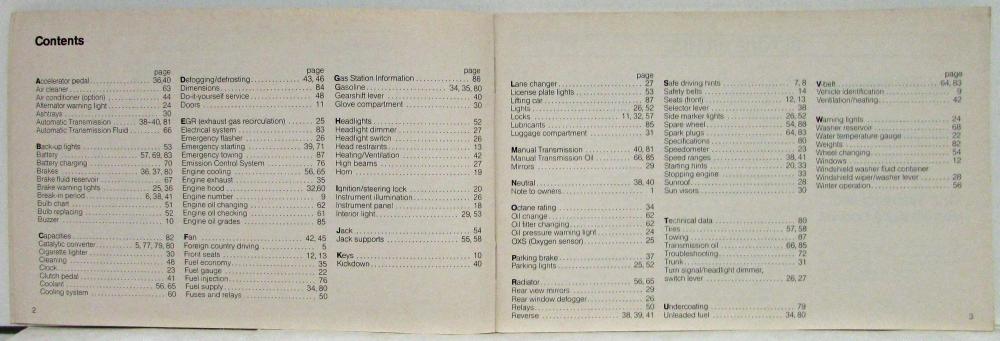 Contents
page
Accelerator pedal 36,40
Air cleaner 63
Air conditioner (option) 44
Alternator warning light 24
Ashtrays 30
Automatic Transmission 38-40, 81
Automatic Transmission Fluid 66
Back-up lights 53
Battery 57, 69, 83
Battery charging 70
Brakes 36, 37, 80
Brake fluid reservoir 67
Brake warning lights 25, 36
Break-in period 6, 38, 41
Bulb chart 51
Bulb replacing 52
Buzzer 10
Capacities 82
Catalytic converter 5, 77, 79, 80
Cigarette lighter 30
Cleaning 48
Clock 23
Clutch pedal 41
Coolant 56, 65
Cooling system 60
2
page
Defogging/defrosting 43, 46
Dimensions 84
Do-it-yourself service 48
Doors 11
EGR (exhaust gas recirculation) 25
Electrical system 83
Emergency flasher 26
Emergency starting 39, 71
Emergency towing 87
Emission Control System 76
Engine cooling 56, 65
Engine exhaust 35
Engine hood 32,60
Engine number 9
Engine oil changing 62
Engine oil checking 61
Engine oil grades 85
Fan 42, 45
Foreign country driving 5
Front seats 12, 13
Fuel economy 35
Fuel gauge 22
Fuel injection 76
Fuel supply 34, 80
Fuses and relays 50
page
Gas Station Information 88
Gasoline 34, 35, 80
Gearshift lever 40
Glove compartment 30
Headlights 52
Headlight dimmer 27
Headlight switch 26
Head restraints 13
Heating/Ventilation 42
High beams 27
Horn 19
Ignition/steering lock 20
Instrument illumination 26
Instrument panel 18
Interior light 29, 53
Jack 54
Jack supports 55, 58
Keys 10
Kickdown 40
page
Lane changer 27
License plate lights 53
Lifting car 87
Lights 26, 52
Locks 11, 32, 57
Lubricants 85
Luggage compartment 31
Manual Transmission 40, 81
Manual Transmission Oil 66, 85
Mirrors 29
Neutral 38, 40
Note to owners 1
Octane rating 34
Oil change 62
Oil filter changing 62
Oil pressure warning light 24
OXS (Oxygen sensor) 25
Parking brake 37
Parking lights 25, 52
Radiator 56, 65
Rear view mirrors 29
Rear window defogger 26
Relays 50
Reverse 38, 39, 41
page
Safe driving hints 7, 8
Safety belts 14
Seats (front) 12, 13
Selector lever 38
Side marker lights 26, 52
Spare wheel 54, 88
Spark plugs 64, 83
Specifications 80
Speedometer 23
Speed ranges 38, 41
Starting hints 20, 33
Stopping engine 33
Sunroof 28
Sun visors 30
Technical data 80
Tires 57, 58
Towing 87
Transmission oil 66, 85
Troubleshooting 72
Trunk 31
Turn signal/headlight dimmer,
switch lever 26, 27
Undercoating 79
Unleaded fuel 34, 80
page
V-belt 64, 83
Vehicle identification 9
Ventilation/heating 42
Warning lights 24
Washer reservoir 68
Water temperature gauge 22
Weights 82
Wheel changing 54
Windows 12
Windshield washer fluid container
Windshield wiper/washer lever 28
Winter operation 56
3